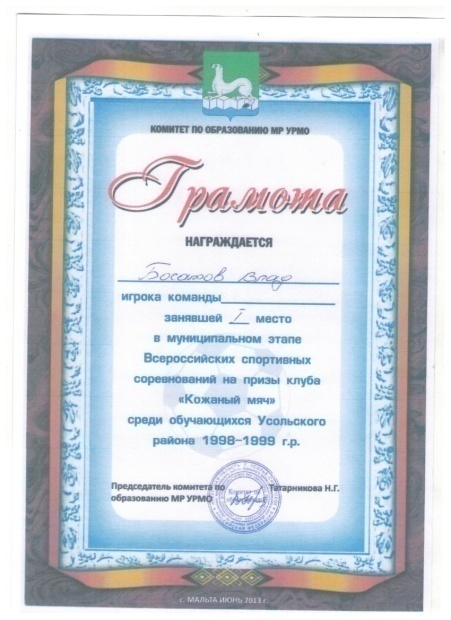 КОМИТЕТ ПО ОБРАЗОВАНИЮ МР УРМО
Грамота
НАГРАЖДАЕТСЯ
Влад
игрока команды
занявшей I место
в муниципальном этапе
Всероссийских спортивных
соревнований на призы клуба
«Кожаный мяч»
среди обучающихся Усольского
района 1998-1999 г.р.
Председатель комитета по
образованию МР УРМО
Татарникова Н.Г.
Комитет по
с. МАЛЬТА ИЮНЬ 2013 г.